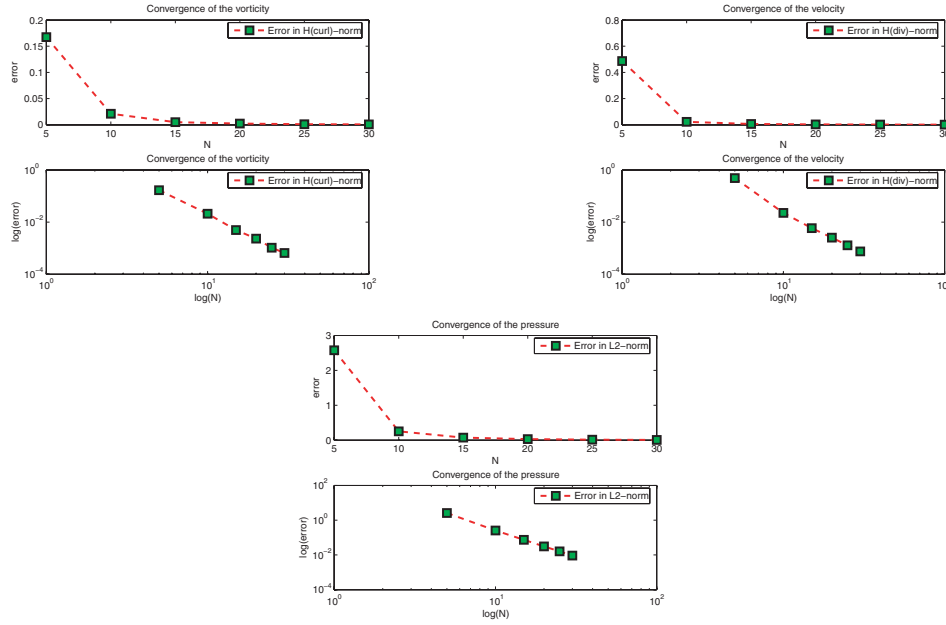 Convergence of the vorticity
0.2
0.15
0.1
0.05
0
error
Error in H(curl)−norm
5 10 15 20 25 30
N
Convergence of the vorticity
10^0
10^−2
10^−4
log(error)
Error in H(curl)−norm
10^0 10^1 10^2
log(N)
Convergence of the velocity
0.8
0.6
0.4
0.2
0
error
Error in H(div)−norm
5 10 15 20 25 30
N
Convergence of the velocity
10^0
10^−2
10^−4
log(error)
Error in H(div)−norm
10^0 10^1
log(N)
Convergence of the pressure
3
2
1
0
error
Error in L2−norm
5 10 15 20 25 30
N
Convergence of the pressure
10^2
10^0
10^−2
10^−4
log(error)
Error in L2−norm
10^0 10^1 10^2
log(N)